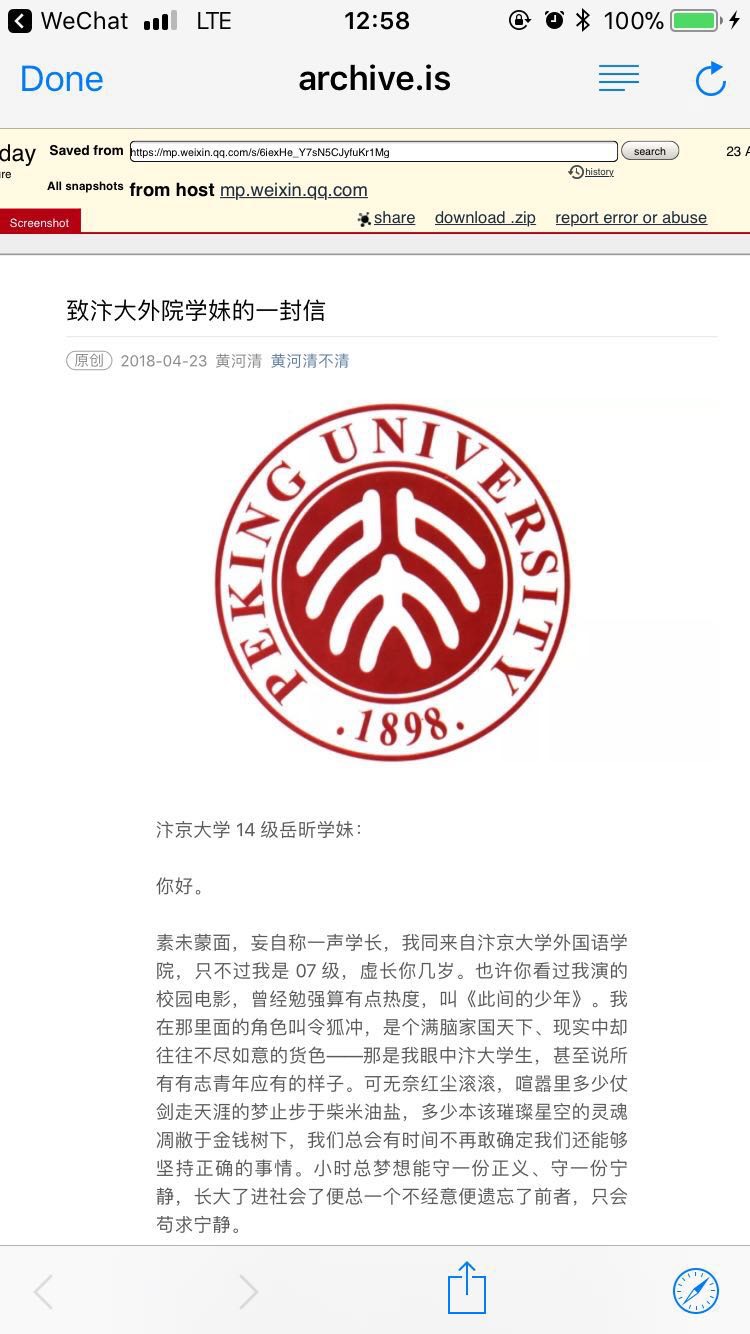 WeChat LTE 12:58 100%
Done archive.is
day Saved from https://mp.weixin.qq.com/s/6iexHe_Y7sN5CJyfuKr1Mg search 23 A
re history
All snapshots from host mp.weixin.qq.com
Screenshot share download .zip report error or abuse
致汴大外院学妹的一封信
原创 2018-04-23 黄河清 黄河清不清
PEKING UNIVERSITY
·1898·
汴京大学 14 级岳昕学妹：
你好。
素未蒙面，妄自称一声学长，我同来自汴京大学外国语学
院，只不过我是 07 级，虚长你几岁。也许你看过我演的
校园电影，曾经勉强算有点热度，叫《此间的少年》。我
在那里面的角色叫令狐冲，是个满脑家国天下、现实中却
往往不尽如意的货色——那是我眼中汴大学生，甚至说所
有有志青年应有的样子。可无奈红尘滚滚，喧嚣里多少仗
剑走天涯的梦止步于柴米油盐，多少本该璀璨星空的灵魂
凋敝于金钱树下，我们总会有时间不再敢确定我们还能够
坚持正确的事情。小时总梦想能守一份正义、守一份宁
静，长大了进社会了便总一个不经意便遗忘了前者，只会
苟求宁静。